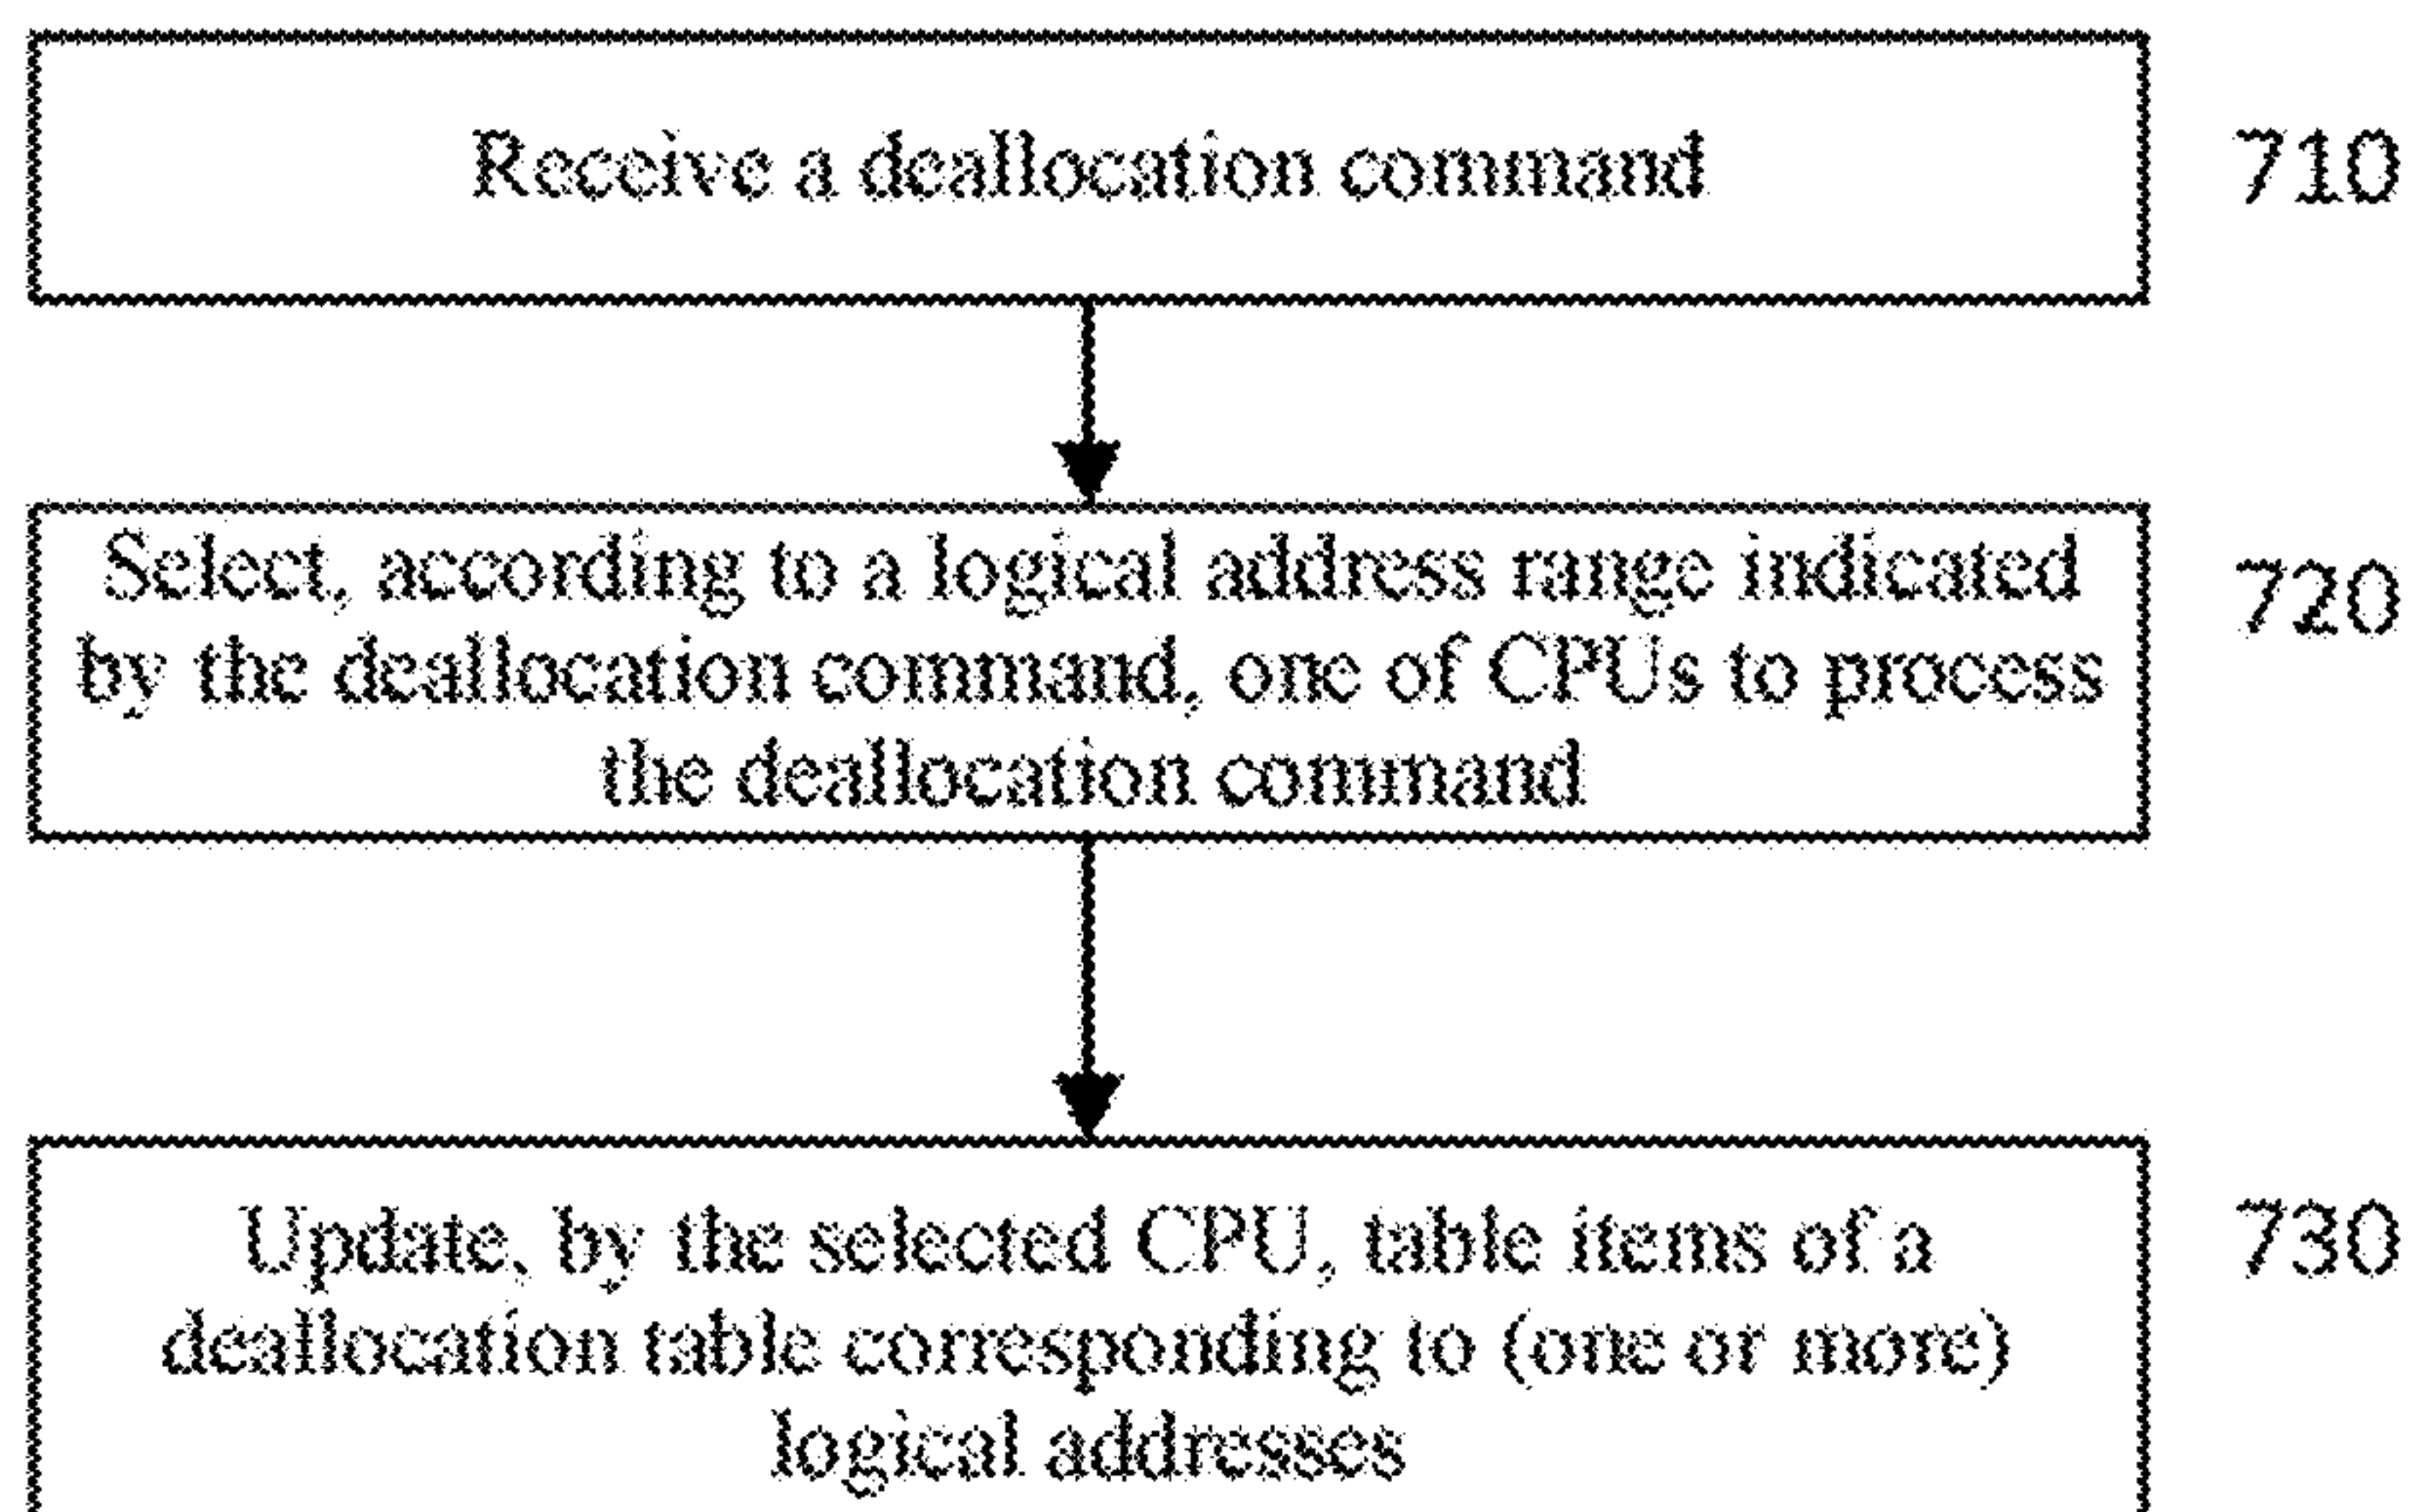 Receive a deallocation command
710
Select, according to a logical address range indicated
720
by the deallocation command, one of CPUs to process
the deallocation command
Update, by the selected CPU, table items of a
730
deallocation table corresponding to (one or more)
logical addresses